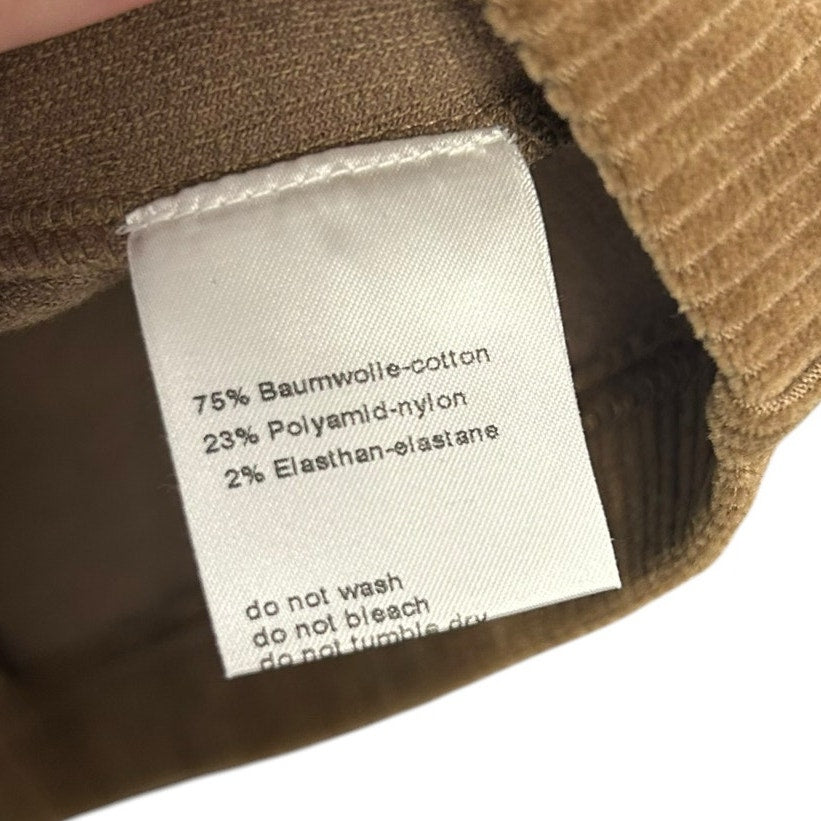 75% Baumwolle-cotton
23% Polyamid-nylon
2% Elasthan-elastane
do not wash
do not bleach
do not tumble dry